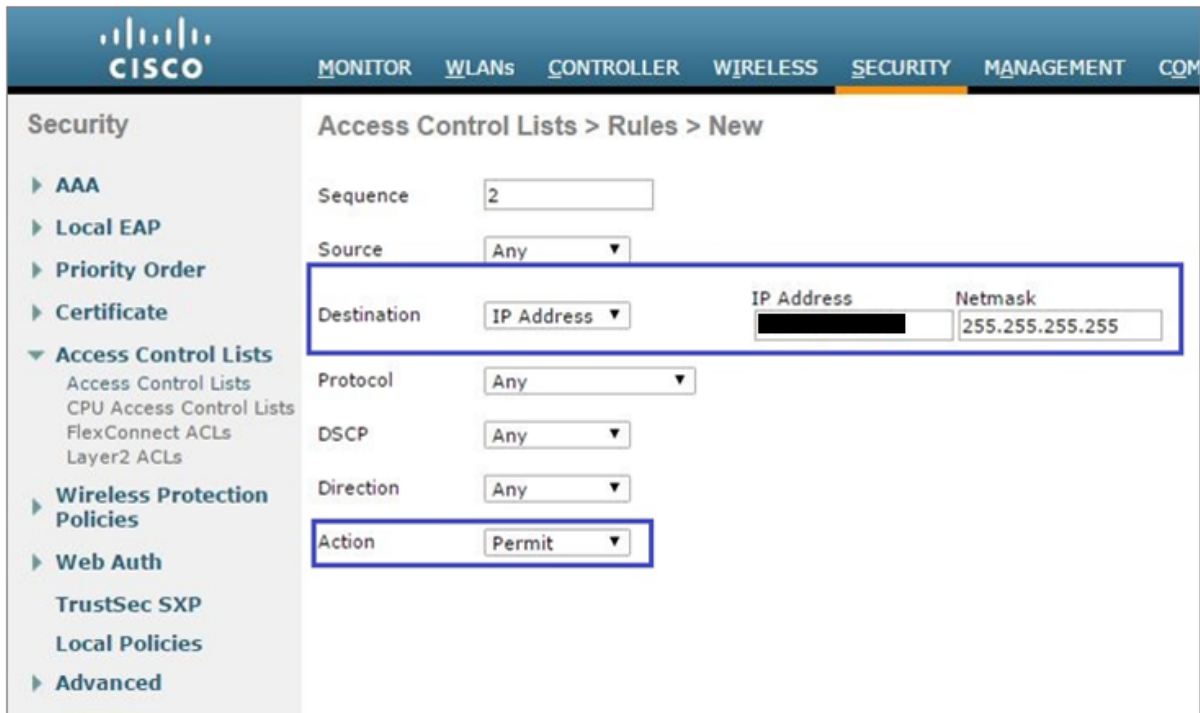 CISCO
MONITOR WLANs CONTROLLER WIRELESS SECURITY MANAGEMENT COM
Security
AAA
Local EAP
Priority Order
Certificate
Access Control Lists
Access Control Lists
CPU Access Control Lists
FlexConnect ACLs
Layer2 ACLs
Wireless Protection
Policies
Web Auth
TrustSec SXP
Local Policies
Advanced
Access Control Lists > Rules > New
Sequence 2
Source Any
IP Address Netmask
Destination IP Address 255.255.255.255
Protocol Any
DSCP Any
Direction Any
Action Permit